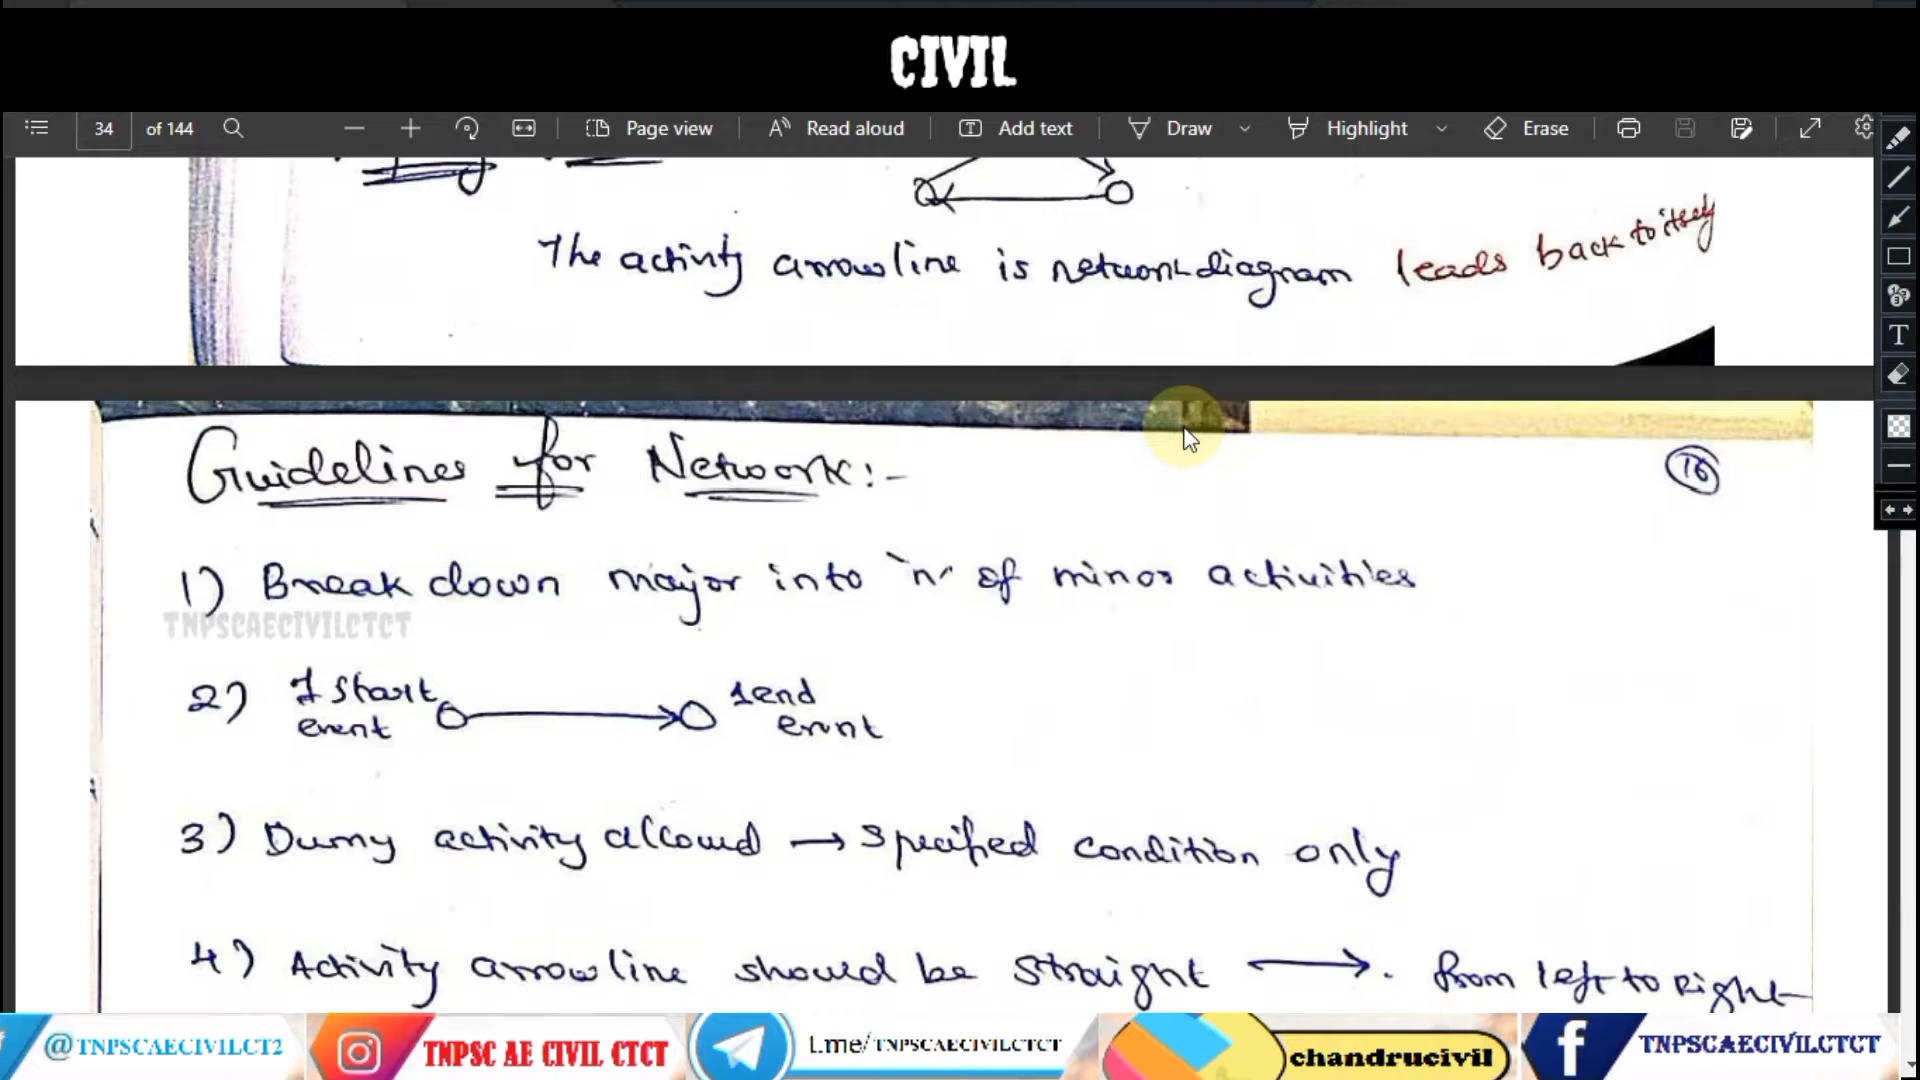 CIVIL
34 of 144 Page view Read aloud Add text Draw Highlight Erase
The activity arrowline is network diagram leads back to itself
Guidelines for Network:-
16
1) Break down major into 'n' of minor activities
TNPSCAECIVILCTCT
2) 1 Start event 1 end event
3) Dumy activity allowd → Specified condition only
4) Activity arrowline should be straight →. from left to right
@TNPSCAECIVILCT2 TNPSC AE CIVIL CTCT t.me/TNPSCAECIVILCTCT chandrucivil TNPSCAECIVILCTCT